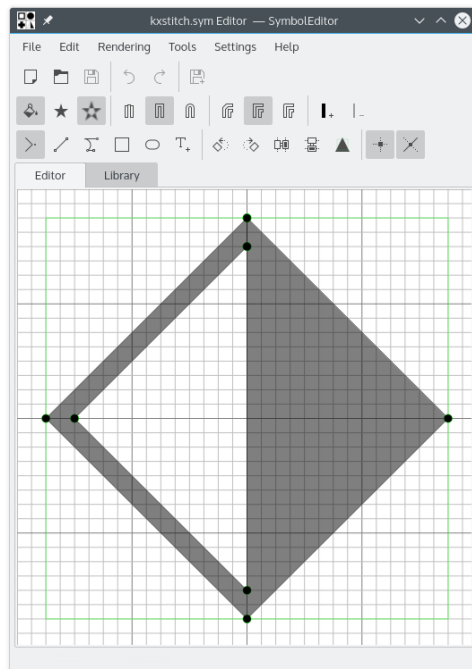 kxstitch.sym Editor — SymbolEditor
File Edit Rendering Tools Settings Help
Editor Library